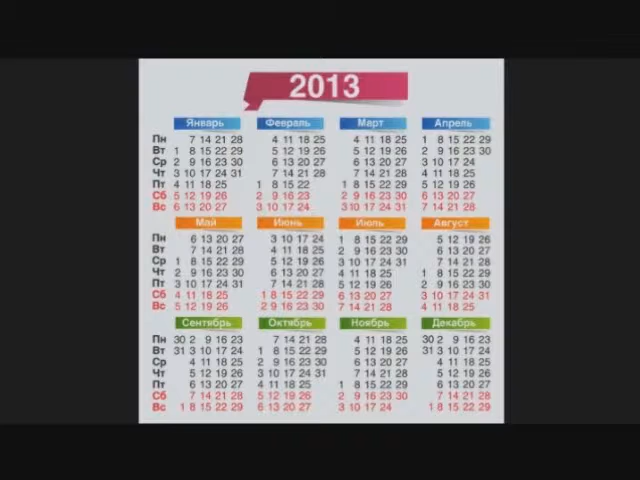 2013
Январь Февраль Март Апрель
Пн 7 14 21 28 4 11 18 25 4 11 18 25 1 8 15 22 29
Вт 1 8 15 22 29 5 12 19 26 5 12 19 26 2 9 16 23 30
Ср 2 9 16 23 30 6 13 20 27 6 13 20 27 3 10 17 24
Чт 3 10 17 24 31 7 14 21 28 7 14 21 28 4 11 18 25
Пт 4 11 18 25 1 8 15 22 1 8 15 22 29 5 12 19 26
Сб 5 12 19 26 2 9 16 23 2 9 16 23 30 6 13 20 27
Вс 6 13 20 27 3 10 17 24 3 10 17 24 31 7 14 21 28
Май Июнь Июль Август
Пн 6 13 20 27 3 10 17 24 1 8 15 22 29 5 12 19 26
Вт 7 14 21 28 4 11 18 25 2 9 16 23 30 6 13 20 27
Ср 1 8 15 22 29 5 12 19 26 3 10 17 24 31 7 14 21 28
Чт 2 9 16 23 30 6 13 20 27 4 11 18 25 1 8 15 22 29
Пт 3 10 17 24 31 7 14 21 28 5 12 19 26 2 9 16 23 30
Сб 4 11 18 25 1 8 15 22 29 6 13 20 27 3 10 17 24 31
Вс 5 12 19 26 2 9 16 23 30 7 14 21 28 4 11 18 25
Сентябрь Октябрь Ноябрь Декабрь
Пн 30 2 9 16 23 7 14 21 28 4 11 18 25 30 2 9 16 23
Вт 31 3 10 17 24 1 8 15 22 29 5 12 19 26 31 3 10 17 24
Ср 4 11 18 25 2 9 16 23 30 6 13 20 27 4 11 18 25
Чт 5 12 19 26 3 10 17 24 31 7 14 21 28 5 12 19 26
Пт 6 13 20 27 4 11 18 25 1 8 15 22 29 6 13 20 27
Сб 7 14 21 28 5 12 19 26 2 9 16 23 30 7 14 21 28
Вс 1 8 15 22 29 6 13 20 27 3 10 17 24 1 8 15 22 29